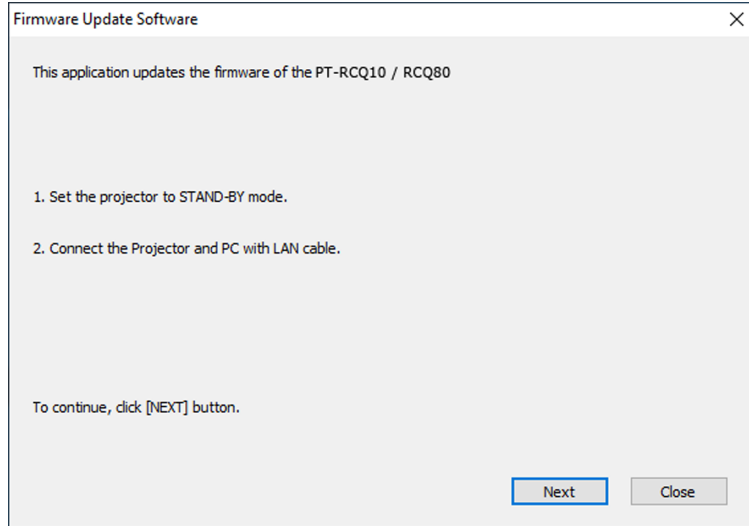 Firmware Update Software
This application updates the firmware of the PT-RCQ10 / RCQ80
1. Set the projector to STAND-BY mode.
2. Connect the Projector and PC with LAN cable.
To continue, click [NEXT] button.
Next
Close